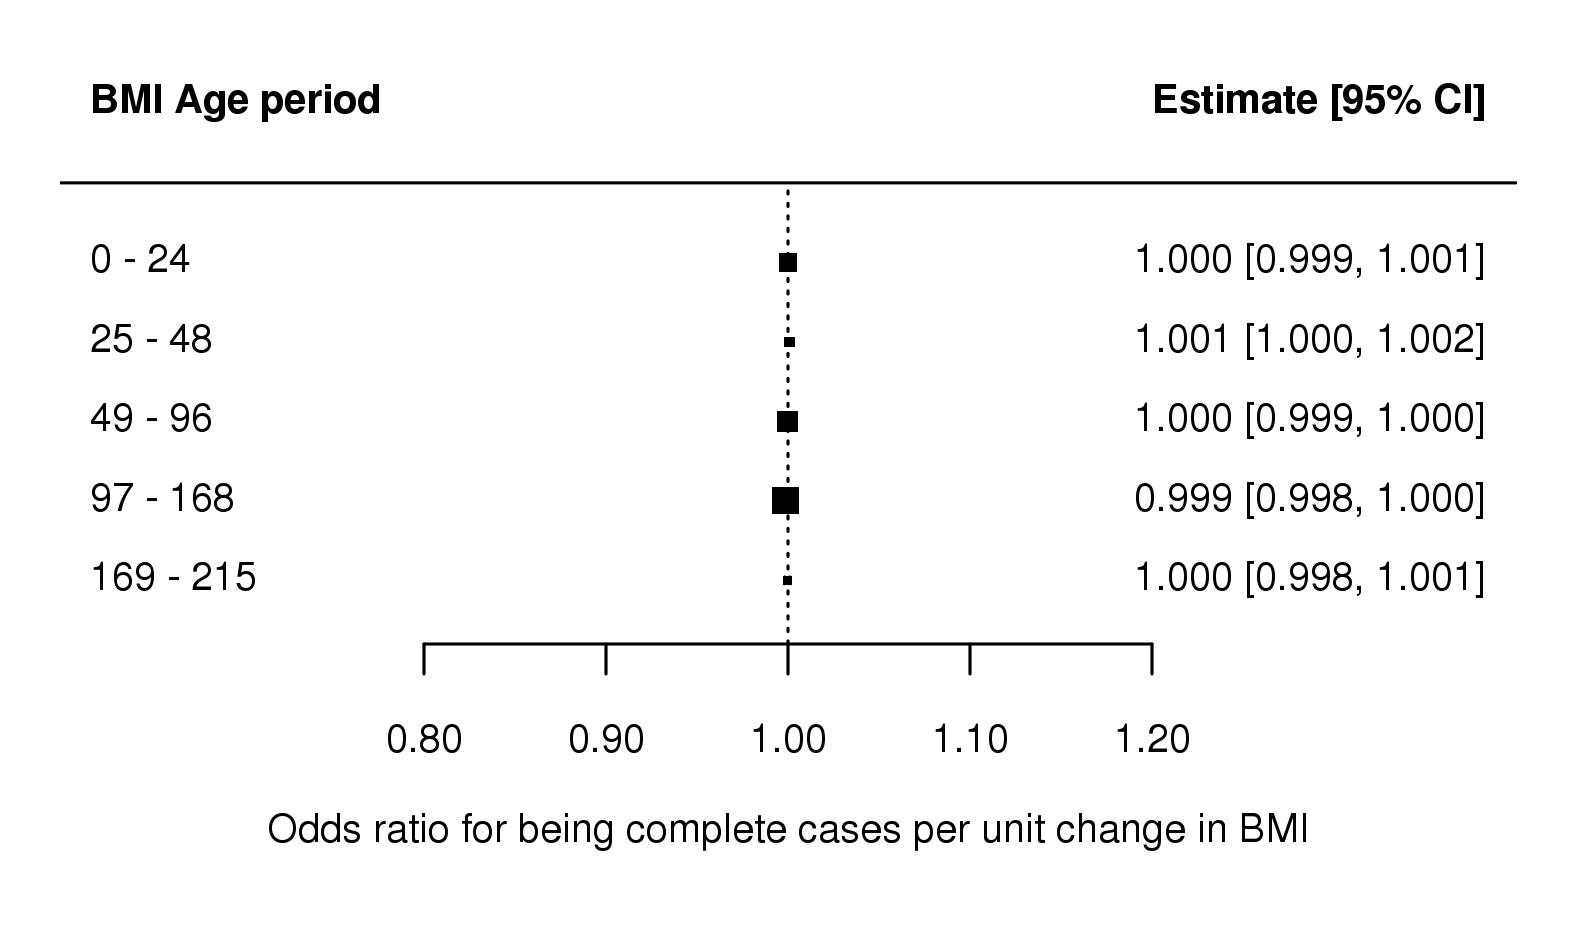 BMI Age period Estimate [95% CI]
0 - 24 1.000 [0.999, 1.001]
25 - 48 1.001 [1.000, 1.002]
49 - 96 1.000 [0.999, 1.000]
97 - 168 0.999 [0.998, 1.000]
169 - 215 1.000 [0.998, 1.001]
0.80 0.90 1.00 1.10 1.20
Odds ratio for being complete cases per unit change in BMI